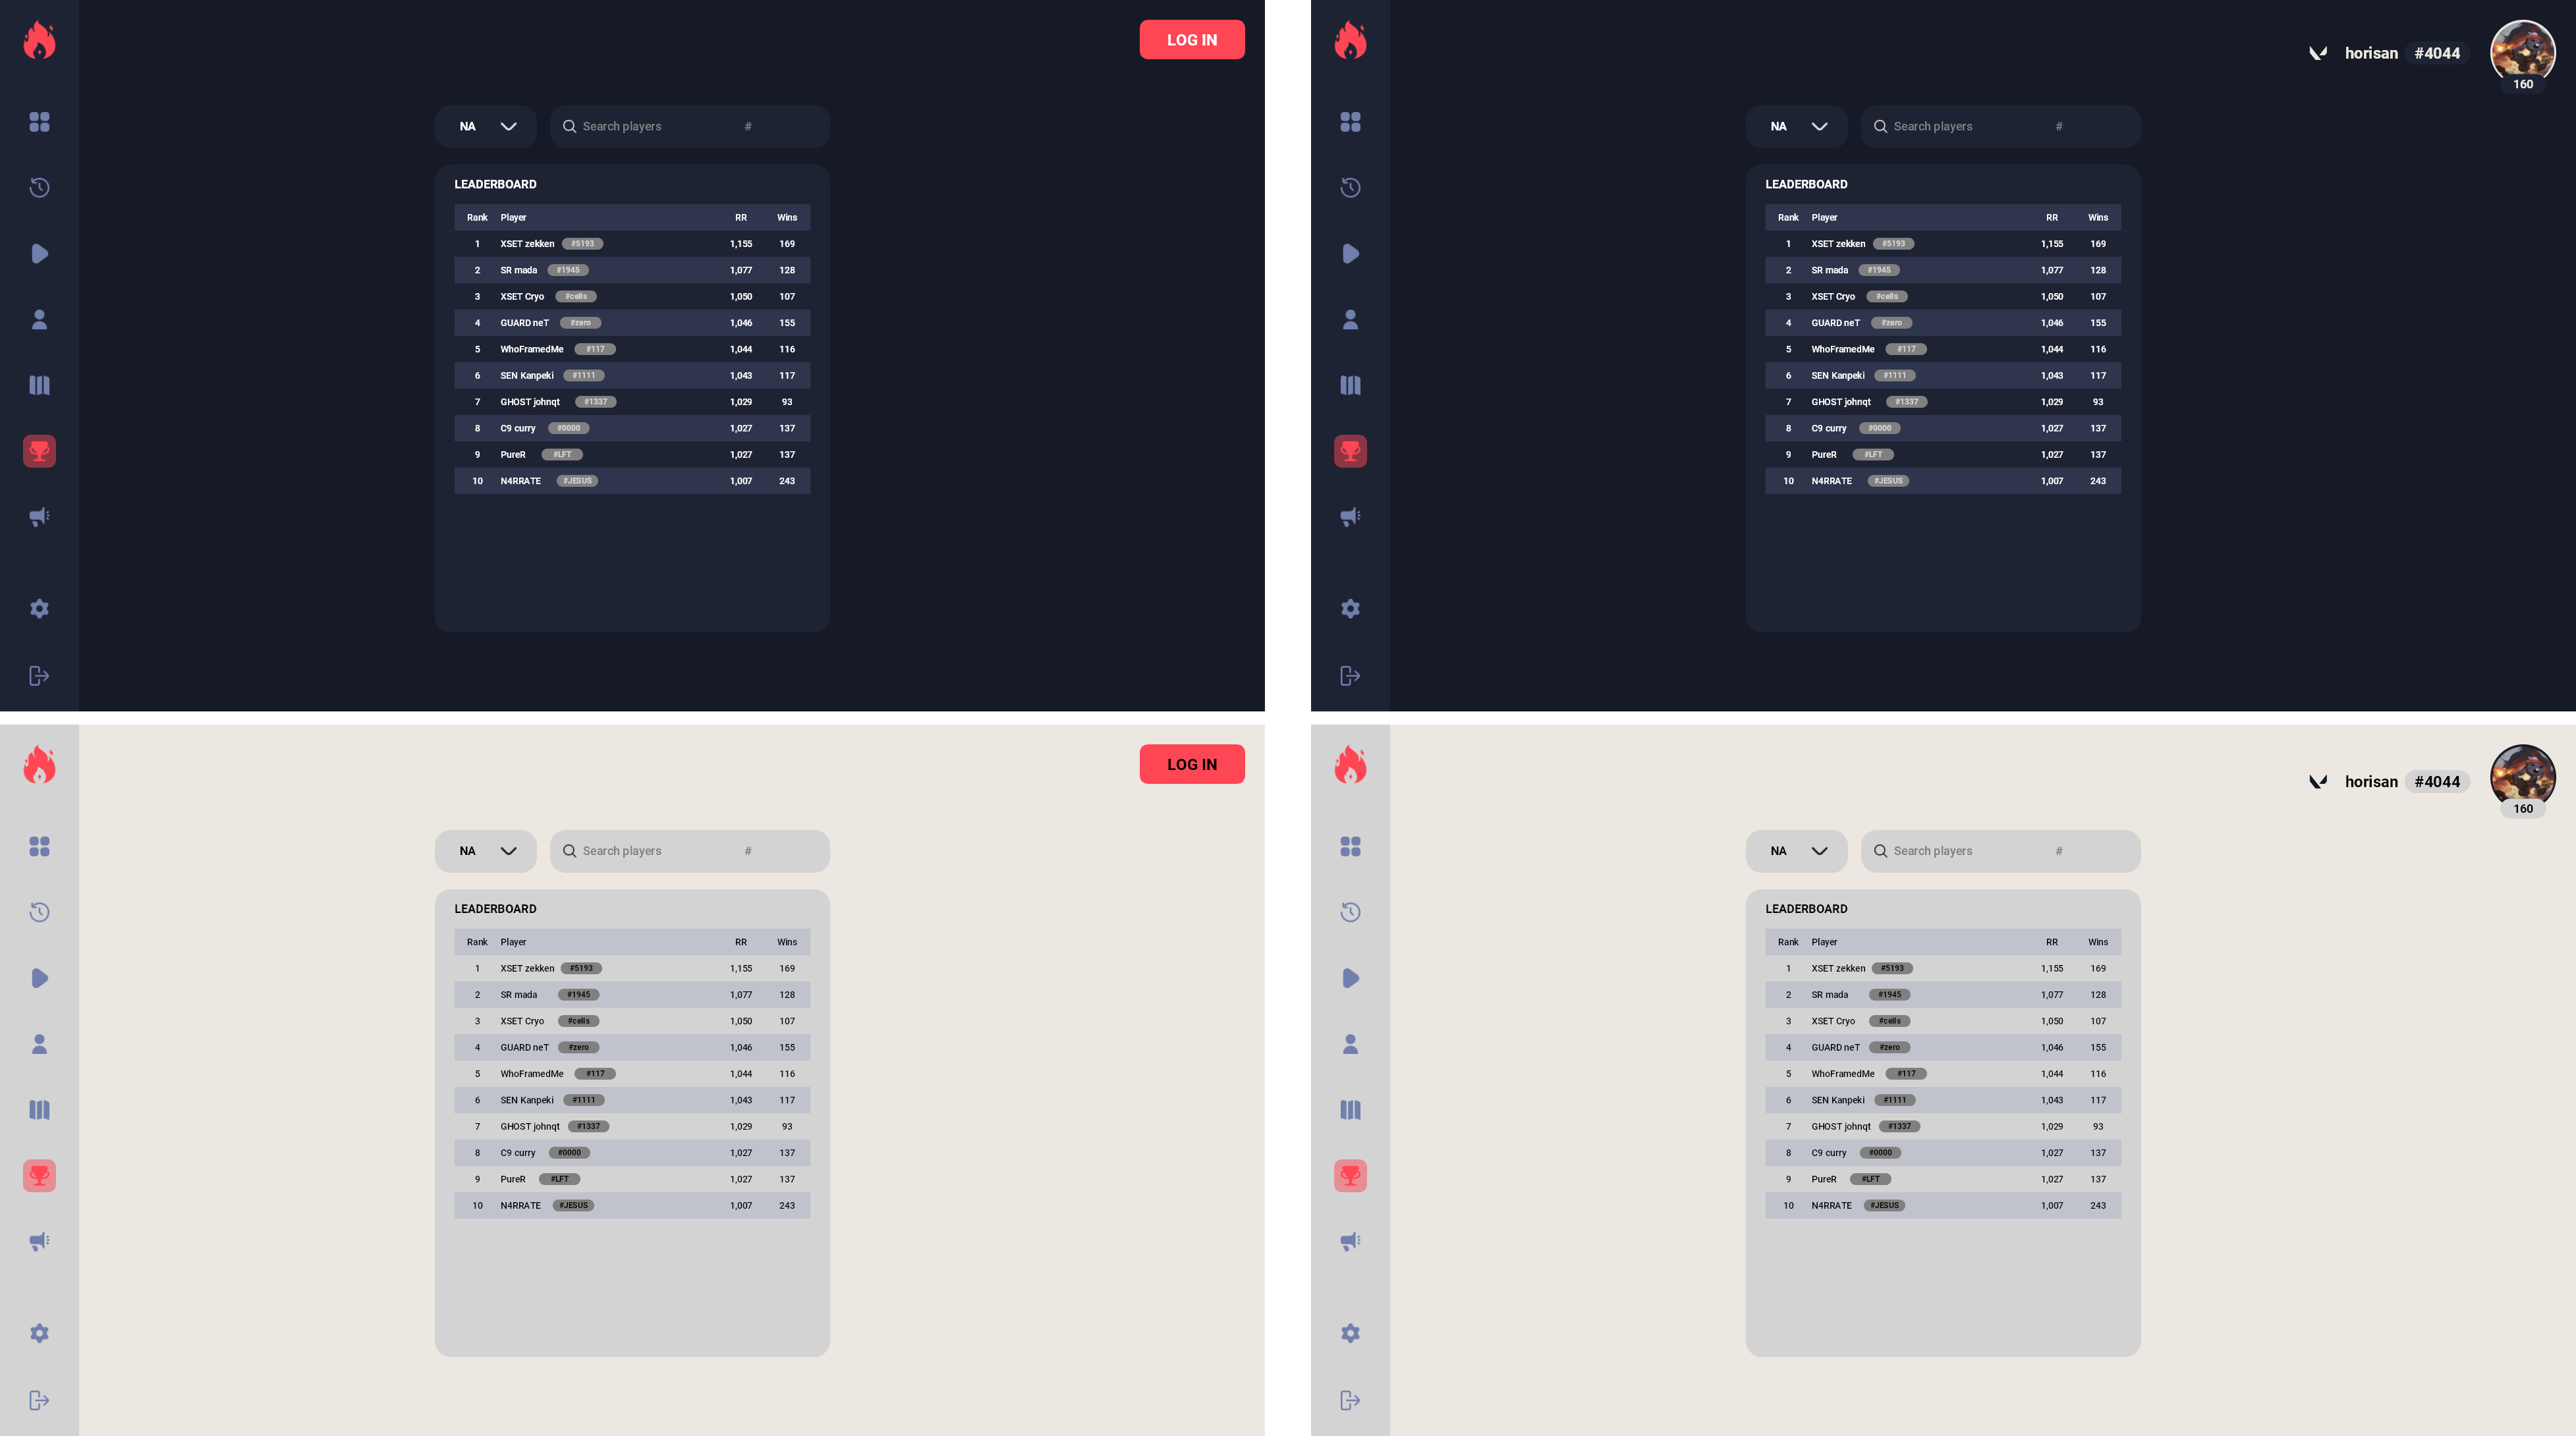 LOG IN
NA
Search players #
LEADERBOARD
Rank Player RR Wins
1 XSET zekken #5193 1,155 169
2 SR mada #1945 1,077 128
3 XSET Cryo #cells 1,050 107
4 GUARD neT #zero 1,046 155
5 WhoFramedMe #117 1,044 116
6 SEN Kanpeki #1111 1,043 117
7 GHOST johnqt #1337 1,029 93
8 C9 curry #0000 1,027 137
9 PureR #LFT 1,027 137
10 N4RRATE #JESUS 1,007 243
horisan #4044
160
NA
Search players #
LEADERBOARD
Rank Player RR Wins
1 XSET zekken #5193 1,155 169
2 SR mada #1945 1,077 128
3 XSET Cryo #cells 1,050 107
4 GUARD neT #zero 1,046 155
5 WhoFramedMe #117 1,044 116
6 SEN Kanpeki #1111 1,043 117
7 GHOST johnqt #1337 1,029 93
8 C9 curry #0000 1,027 137
9 PureR #LFT 1,027 137
10 N4RRATE #JESUS 1,007 243
LOG IN
NA
Search players #
LEADERBOARD
Rank Player RR Wins
1 XSET zekken #5193 1,155 169
2 SR mada #1945 1,077 128
3 XSET Cryo #cells 1,050 107
4 GUARD neT #zero 1,046 155
5 WhoFramedMe #117 1,044 116
6 SEN Kanpeki #1111 1,043 117
7 GHOST johnqt #1337 1,029 93
8 C9 curry #0000 1,027 137
9 PureR #LFT 1,027 137
10 N4RRATE #JESUS 1,007 243
horisan #4044
160
NA
Search players #
LEADERBOARD
Rank Player RR Wins
1 XSET zekken #5193 1,155 169
2 SR mada #1945 1,077 128
3 XSET Cryo #cells 1,050 107
4 GUARD neT #zero 1,046 155
5 WhoFramedMe #117 1,044 116
6 SEN Kanpeki #1111 1,043 117
7 GHOST johnqt #1337 1,029 93
8 C9 curry #0000 1,027 137
9 PureR #LFT 1,027 137
10 N4RRATE #JESUS 1,007 243